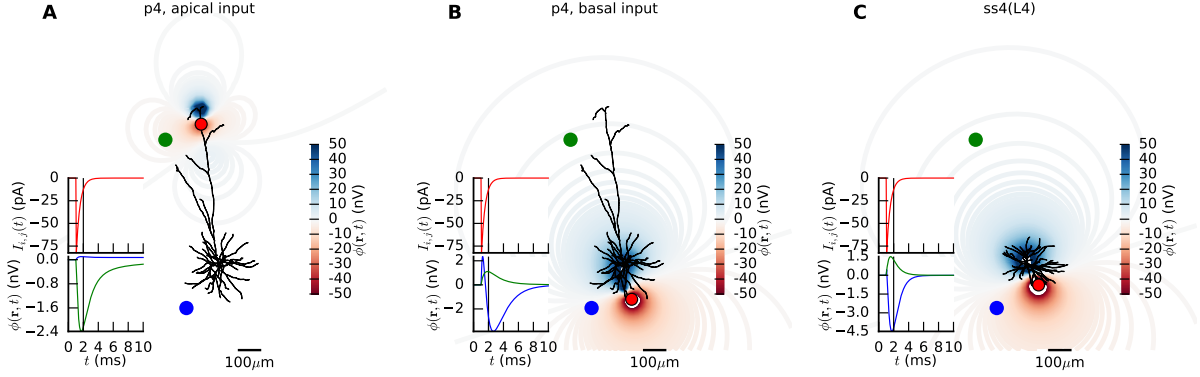 A
p4, apical input
0
−25
−50
−75
I_{i,j}(t) (pA)
0.0
−0.8
−1.6
−2.4
ϕ(r, t) (nV)
0 2 4 6 8 10
t (ms)
100μm
50
40
30
20
10
0
−10
−20
−30
−40
−50
ϕ(r, t) (nV)
B
p4, basal input
0
−25
−50
−75
I_{i,j}(t) (pA)
2
0
−2
ϕ(r, t) (nV)
0 2 4 6 8 10
t (ms)
100μm
50
40
30
20
10
0
−10
−20
−30
−40
−50
ϕ(r, t) (nV)
C
ss4(L4)
0
−25
−50
−75
I_{i,j}(t) (pA)
1.5
0.0
−1.5
−3.0
−4.5
ϕ(r, t) (nV)
0 2 4 6 8 10
t (ms)
100μm
50
40
30
20
10
0
−10
−20
−30
−40
−50
ϕ(r, t) (nV)